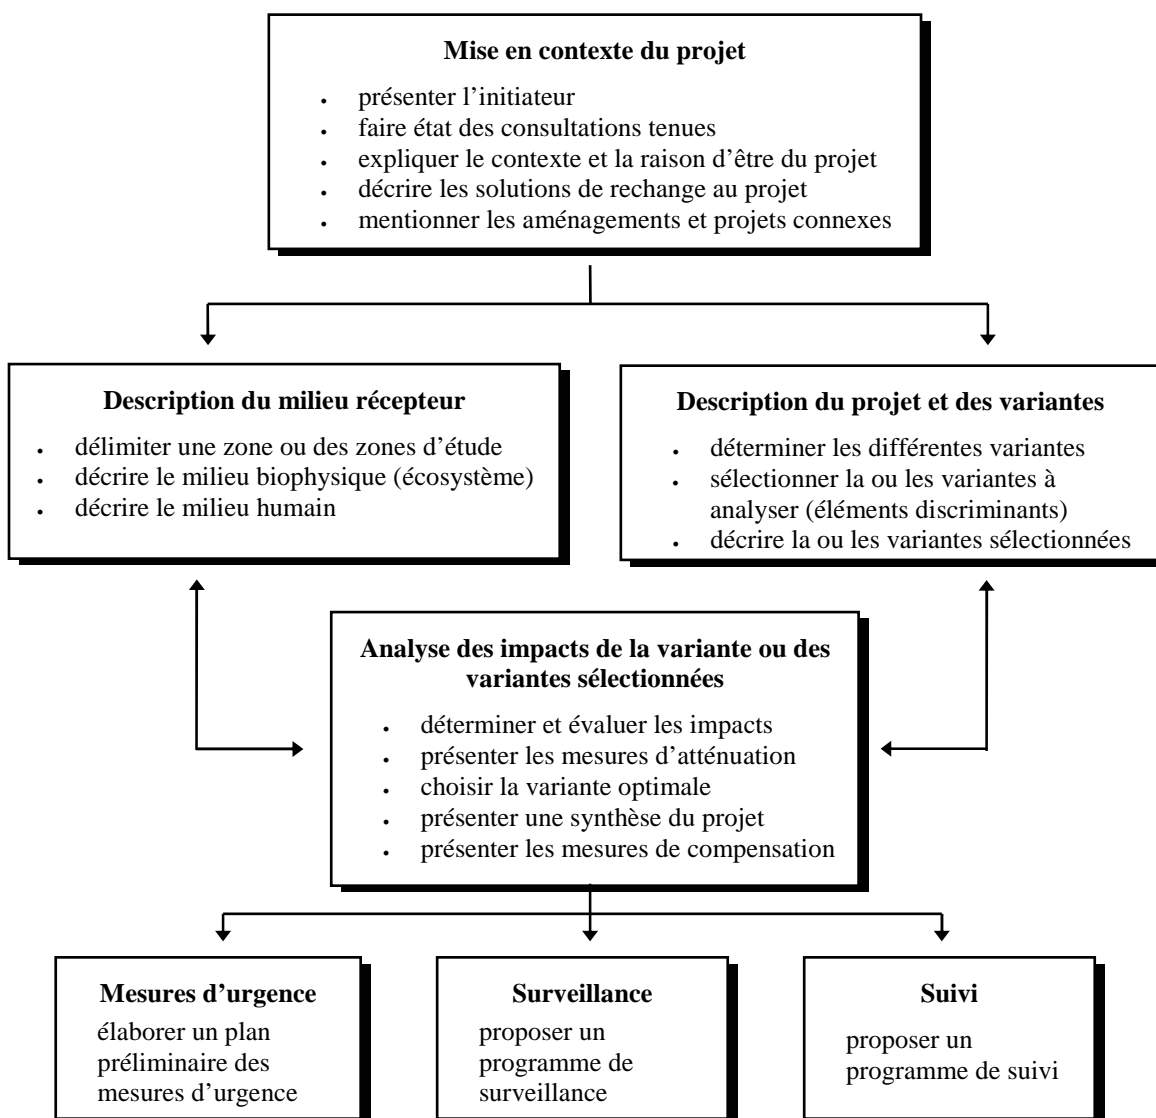 Mise en contexte du projet
• présenter l’initiateur
• faire état des consultations tenues
• expliquer le contexte et la raison d’être du projet
• décrire les solutions de rechange au projet
• mentionner les aménagements et projets connexes
Description du milieu récepteur
• délimiter une zone ou des zones d’étude
• décrire le milieu biophysique (écosystème)
• décrire le milieu humain
Description du projet et des variantes
• déterminer les différentes variantes
• sélectionner la ou les variantes à
analyser (éléments discriminants)
• décrire la ou les variantes sélectionnées
Analyse des impacts de la variante ou des
variantes sélectionnées
• déterminer et évaluer les impacts
• présenter les mesures d’atténuation
• choisir la variante optimale
• présenter une synthèse du projet
• présenter les mesures de compensation
Mesures d’urgence
élaborer un plan
préliminaire des
mesures d’urgence
Surveillance
proposer un
programme de
surveillance
Suivi
proposer un
programme de suivi